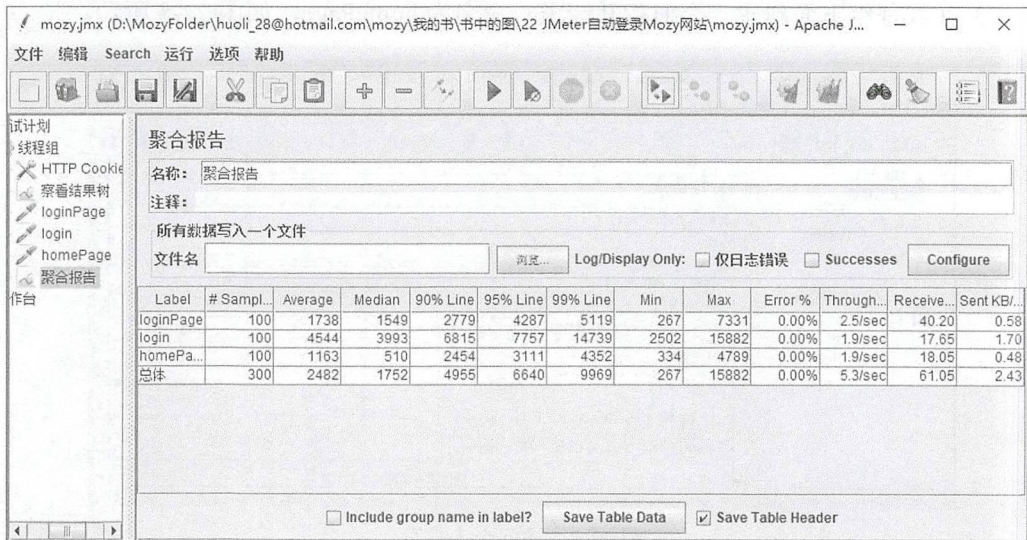 mozy.jmx (D:\MozyFolder\huoli_28@hotmail.com\mozy\我的书\书中的图\22 JMeter自动登录Mozy网站\mozy.jmx) - Apache J...
文件 编辑 Search 运行 选项 帮助
试计划
线程组
HTTP Cookie
察看结果树
loginPage
login
homePage
聚合报告
作台
聚合报告
名称: 聚合报告
注释:
所有数据写入一个文件
文件名 浏览... Log/Display Only: 仅日志错误 Successes Configure
Label # Sampl... Average Median 90% Line 95% Line 99% Line Min Max Error % Through... Receive... Sent KB/...
loginPage 100 1738 1549 2779 4287 5119 267 7331 0.00% 2.5/sec 40.20 0.58
login 100 4544 3993 6815 7757 14739 2502 15882 0.00% 1.9/sec 17.65 1.70
homePa... 100 1163 510 2454 3111 4352 334 4789 0.00% 1.9/sec 18.05 0.48
总体 300 2482 1752 4955 6640 9969 267 15882 0.00% 5.3/sec 61.05 2.43
Include group name in label? Save Table Data Save Table Header